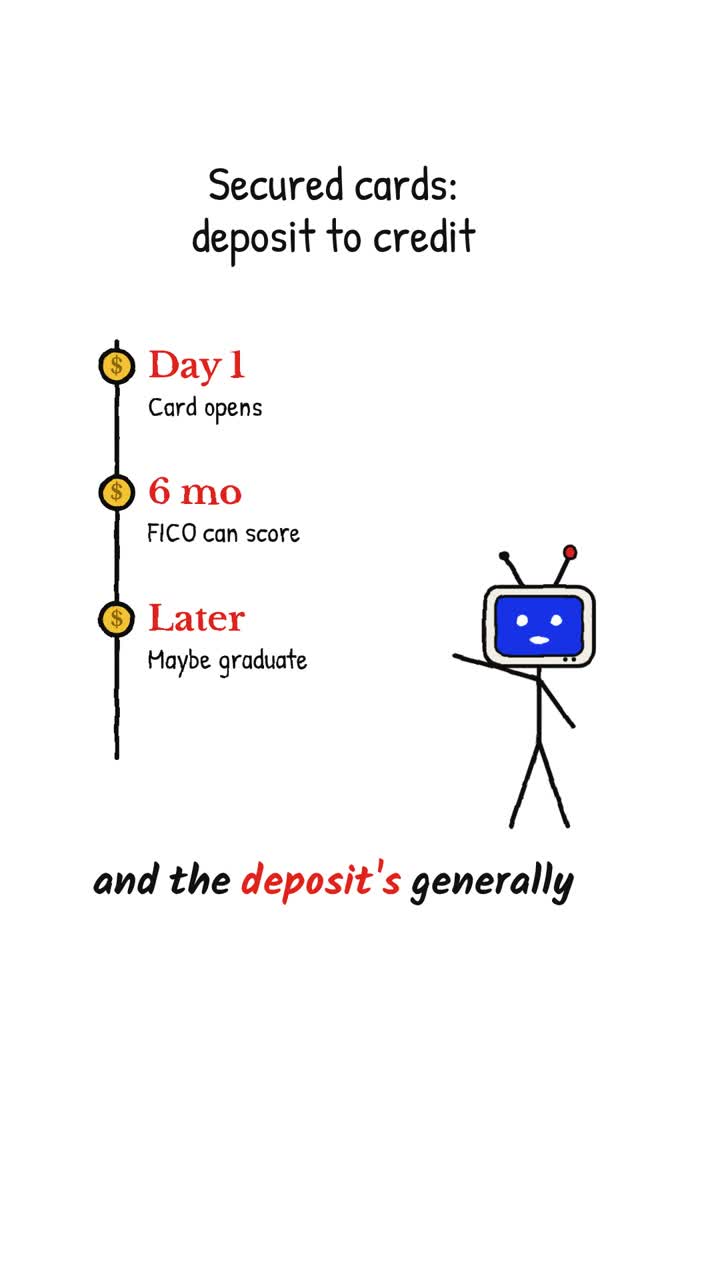 Secured cards:
deposit to credit
$ Day 1
Card opens
$ 6 mo
FICO can score
$ Later
Maybe graduate
and the deposit's generally